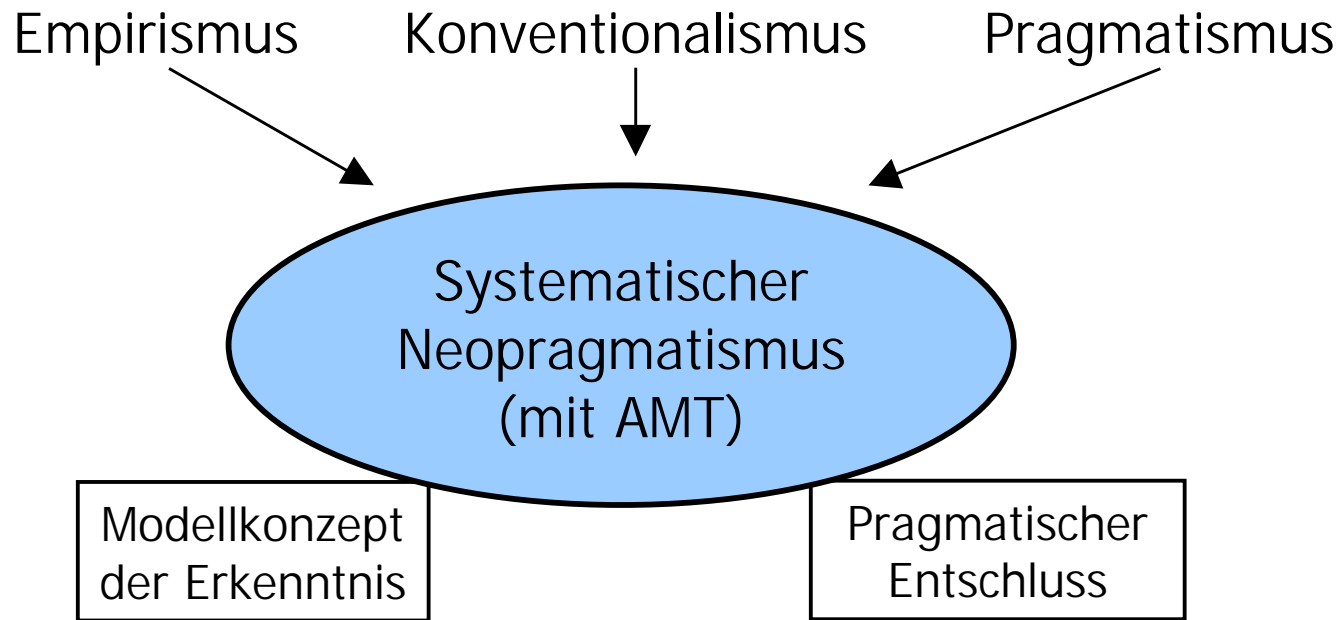 Empirismus Konventionalismus Pragmatismus
Systematischer
Neopragmatismus
(mit AMT)
Modellkonzept
der Erkenntnis
Pragmatischer
Entschluss